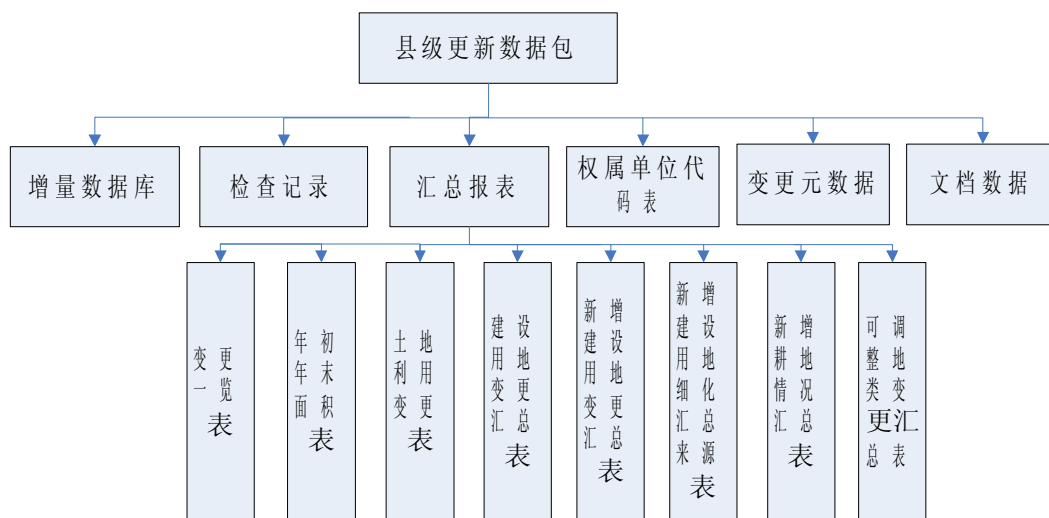 县级更新数据包
增量数据库
检查记录
汇总报表
权属单位代
码表
变更元数据
文档数据
变更
一览
表
年初
年末
面积
表
土地
利用
变更
表
建设
用地
变更
汇总
表
新增
建设
用地
变更
汇总
表
新增
建设
用地
细化
汇总
来源
表
新增
耕地
情况
汇总
表
可调
整地
类变
更汇
总表